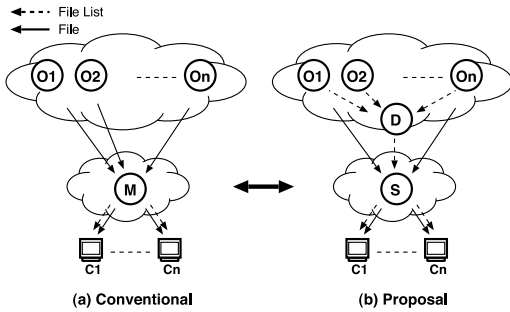 File List
File
O1 O2 On O1 O2 On
D
M S
C1 Cn C1 Cn
(a) Conventional (b) Proposal